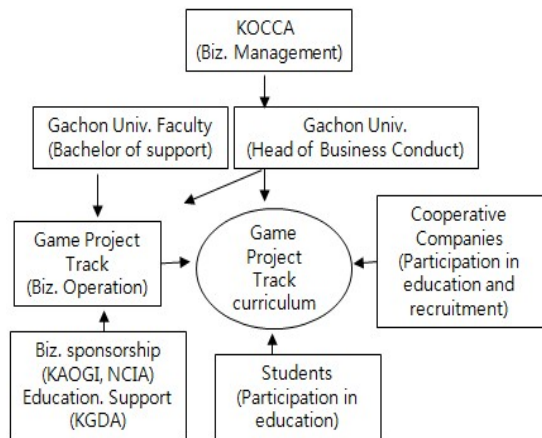 KOCCA
(Biz. Management)
Gachon Univ. Faculty
(Bachelor of support)
Gachon Univ.
(Head of Business Conduct)
Game Project
Track
(Biz. Operation)
Game
Project
Track
curriculum
Cooperative
Companies
(Participation in
education and
recruitment)
Biz. sponsorship
(KAOGI, NCIA)
Education. Support
(KGDA)
Students
(Participation in
education)